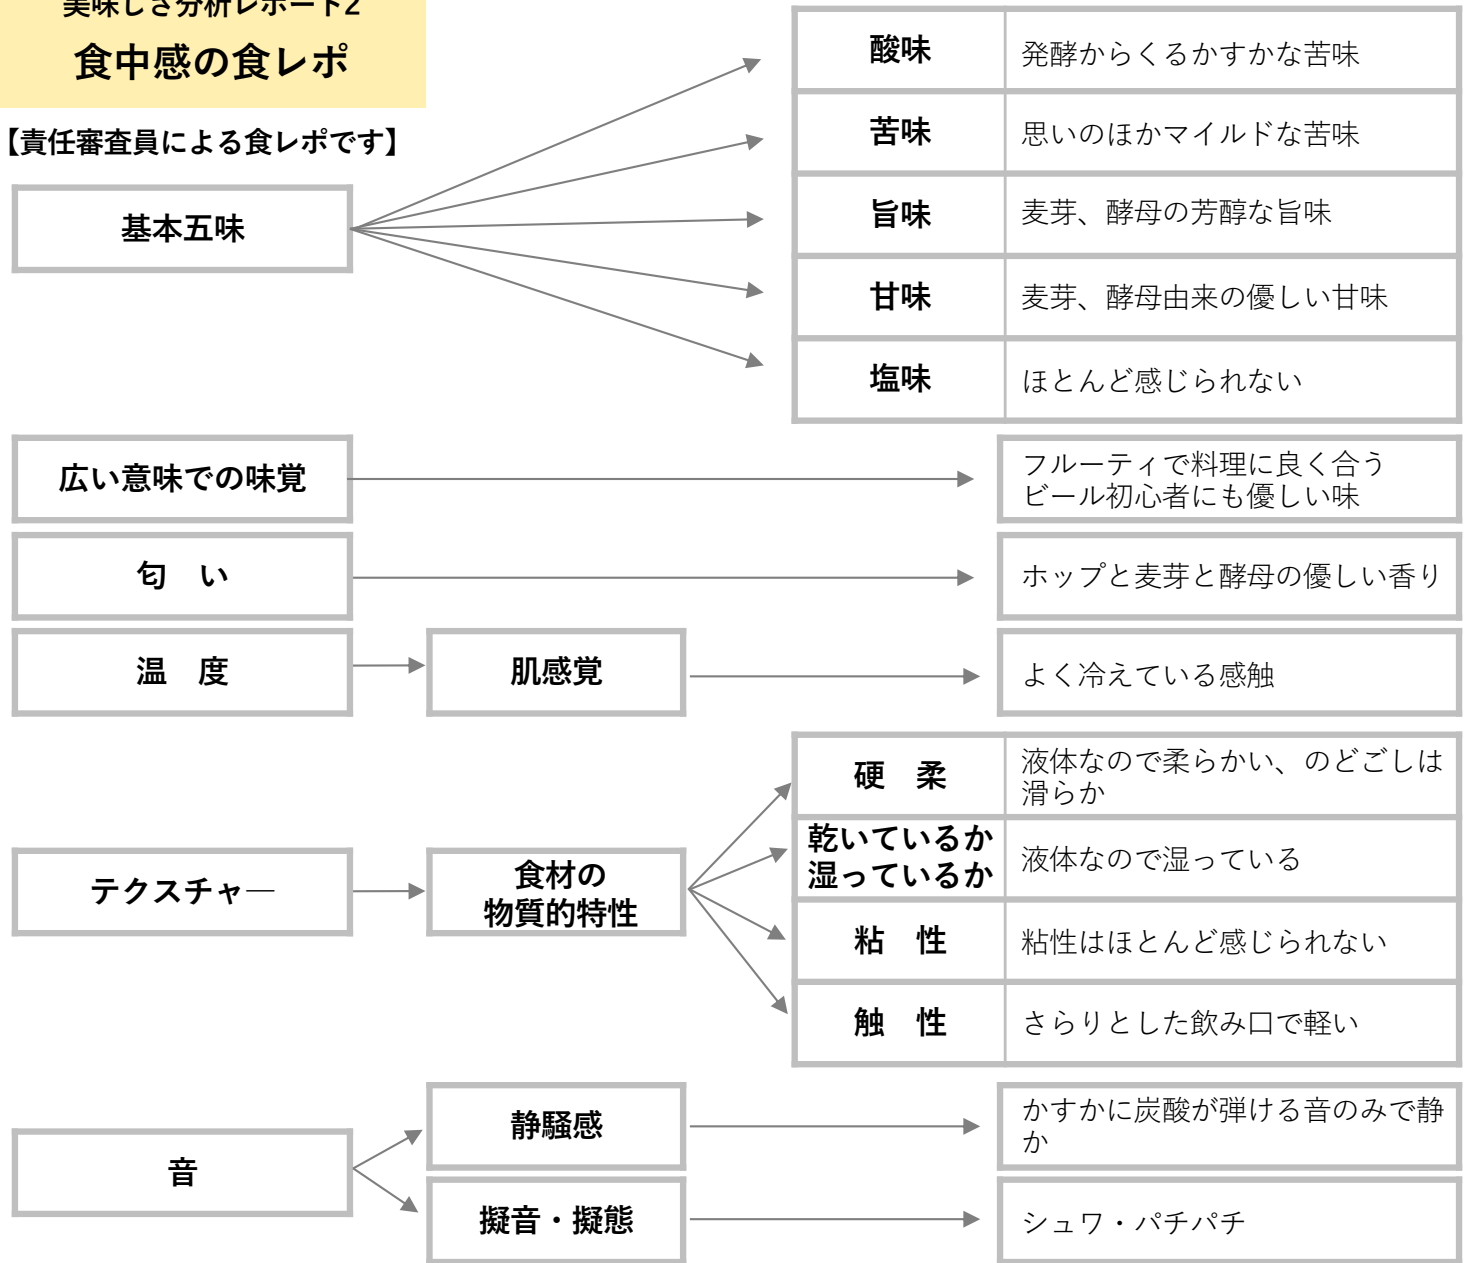 美味しさ分析レポート2
食中感の食レポ
【責任審査員による食レポです】
基本五味
酸味
発酵からくるかすかな苦味
苦味
思いのほかマイルドな苦味
旨味
麦芽、酵母の芳醇な旨味
甘味
麦芽、酵母由来の優しい甘味
塩味
ほとんど感じられない
広い意味での味覚
フルーティで料理に良く合う
ビール初心者にも優しい味
匂　い
ホップと麦芽と酵母の優しい香り
温　度
肌感覚
よく冷えている感触
テクスチャ―
食材の
物質的特性
硬　柔
液体なので柔らかい、のどごしは
滑らか
乾いているか
湿っているか
液体なので湿っている
粘　性
粘性はほとんど感じられない
触　性
さらりとした飲み口で軽い
音
静騒感
かすかに炭酸が弾ける音のみで静
か
擬音・擬態
シュワ・パチパチ